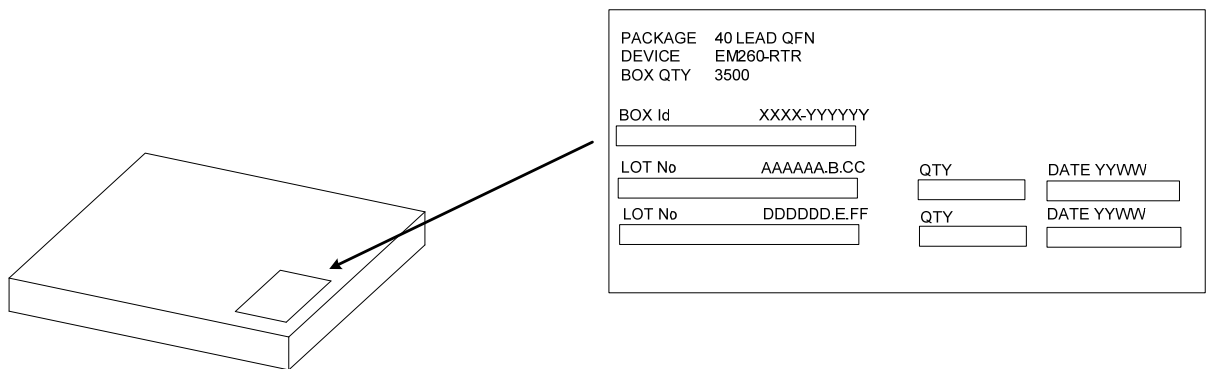 PACKAGE 40 LEAD QFN
DEVICE EM260-RTR
BOX QTY 3500
BOX Id XXXX-YYYYYY
LOT No AAAAAA.B.CC QTY DATE YYWW
LOT No DDDDDD.E.FF QTY DATE YYWW